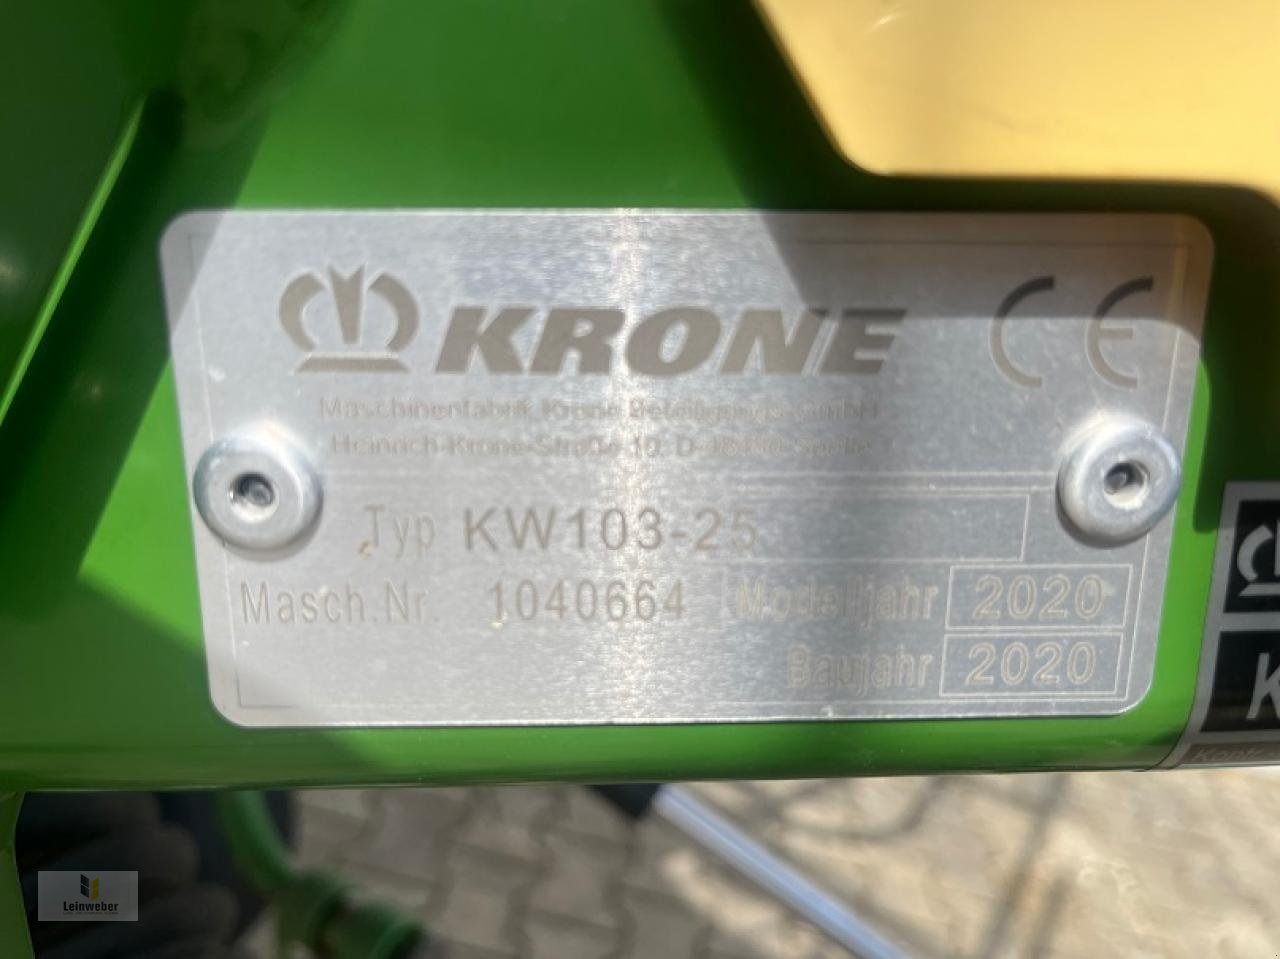 KRONE CE
Maschinenfabrik Krone Beteiligungs-GmbH
Heinrich-Krone-Straße 10, D-48480 Spelle
Typ KW103-25
Masch.Nr. 1040664 Modelljahr 2020
Baujahr 2020
K
Kontr
Leinweber